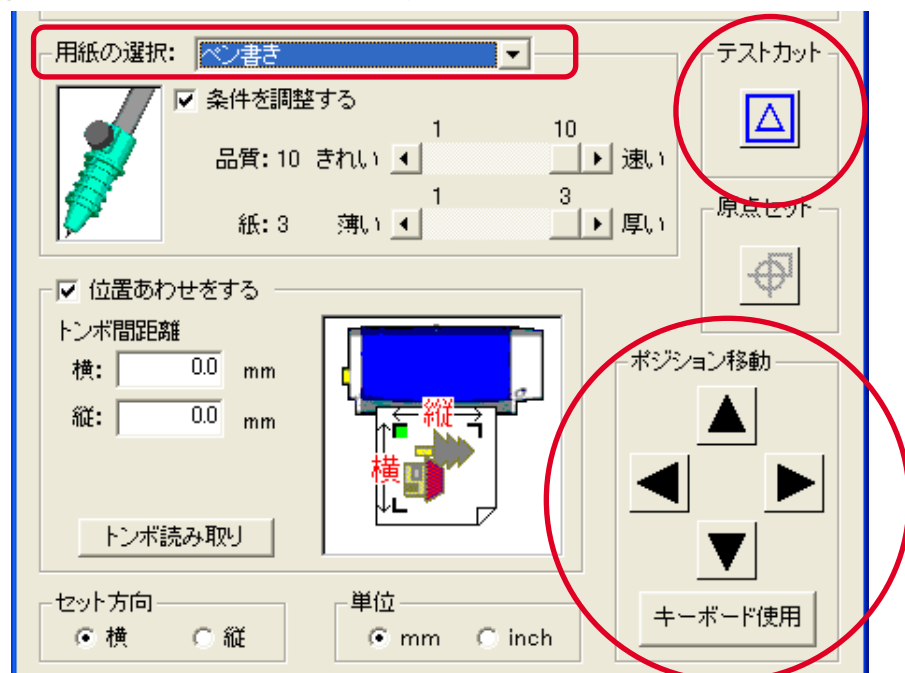 用紙の選択:
ペン書き
テストカット
条件を調整する
1 10
品質: 10 きれい 速い
1 3
紙: 3 薄い 厚い
原点セット
位置あわせをする
トンボ間距離
横: 0.0 mm
縦: 0.0 mm
縦
横
トンボ読み取り
ポジション移動
キーボード使用
セット方向
横 縦
単位
mm inch